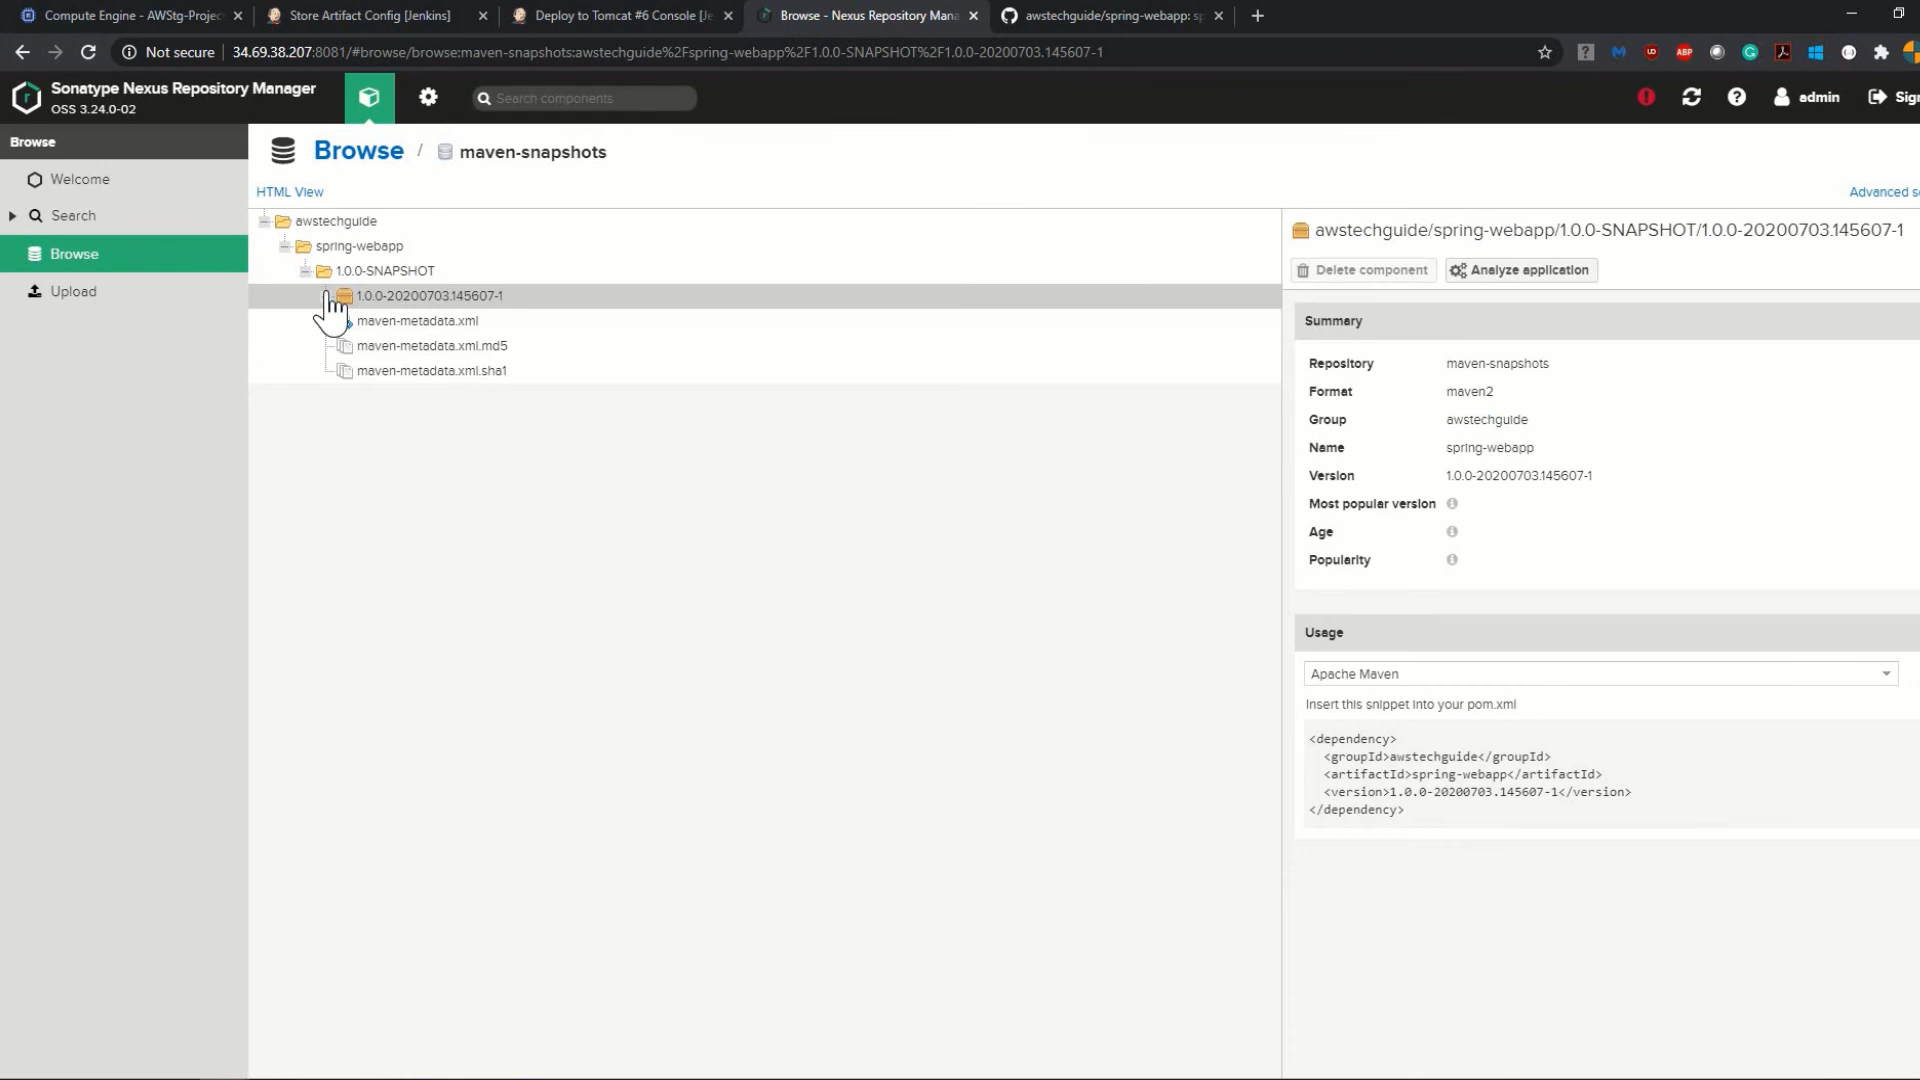 Compute Engine - AWStg-Projec
Store Artifact Config [Jenkins]
Deploy to Tomcat #6 Console [Je
Browse - Nexus Repository Mana
awstechguide/spring-webapp: sp
Not secure
34.69.38.207:8081/#browse/browse:maven-snapshots:awstechguide%2Fspring-webapp%2F1.0.0-SNAPSHOT%2F1.0.0-20200703.145607-1
ABP
Sonatype Nexus Repository Manager
OSS 3.24.0-02
Search components
admin
Sig
Browse
Welcome
Search
Browse
Upload
Browse / maven-snapshots
HTML View
Advanced se
awstechguide
spring-webapp
1.0.0-SNAPSHOT
1.0.0-20200703.145607-1
maven-metadata.xml
maven-metadata.xml.md5
maven-metadata.xml.sha1
awstechguide/spring-webapp/1.0.0-SNAPSHOT/1.0.0-20200703.145607-1
Delete component
Analyze application
Summary
Repository maven-snapshots
Format maven2
Group awstechguide
Name spring-webapp
Version 1.0.0-20200703.145607-1
Most popular version
Age
Popularity
Usage
Apache Maven
Insert this snippet into your pom.xml
<dependency>
<groupId>awstechguide</groupId>
<artifactId>spring-webapp</artifactId>
<version>1.0.0-20200703.145607-1</version>
</dependency>